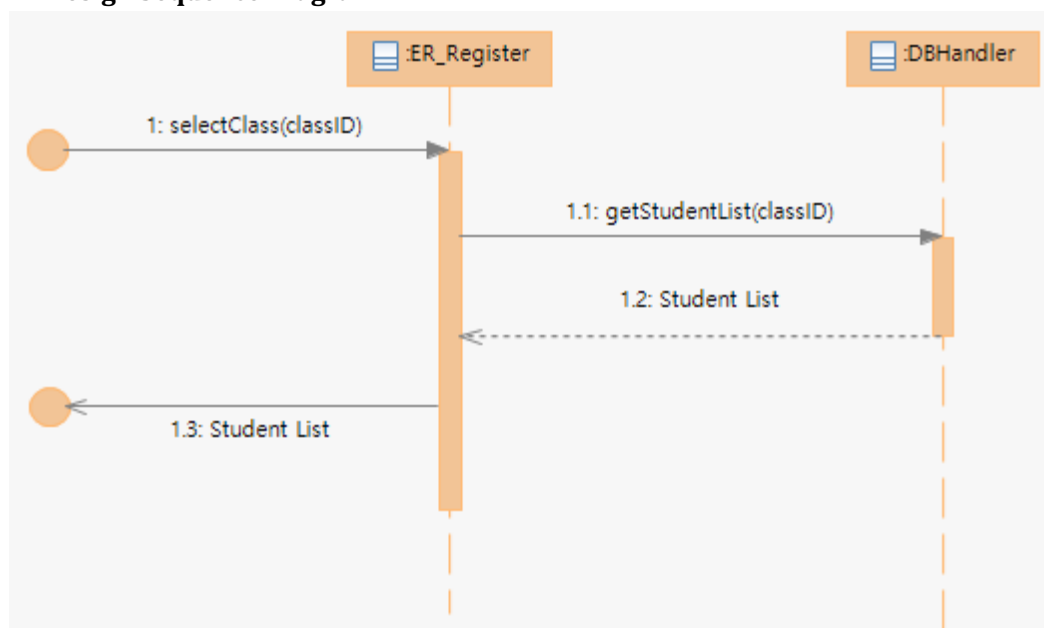 :ER_Register
:DBHandler
1: selectClass(classID)
1.1: getStudentList(classID)
1.2: Student List
1.3: Student List